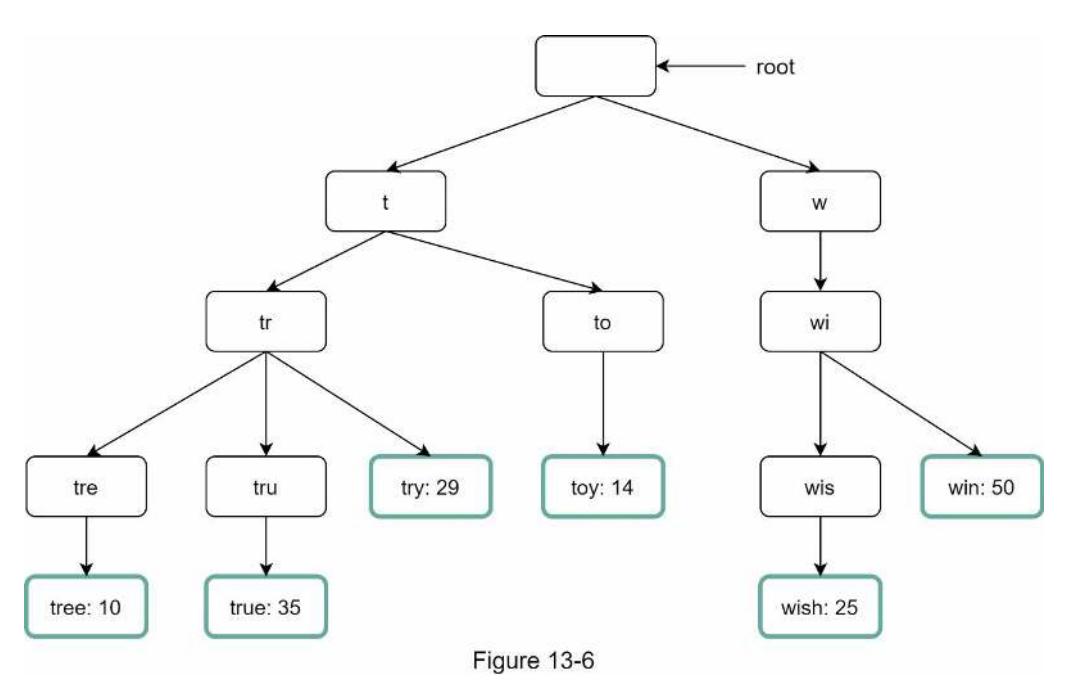 root
t
w
tr
to
wi
tre
tru
try: 29
toy: 14
wis
win: 50
tree: 10
true: 35
wish: 25
Figure 13-6